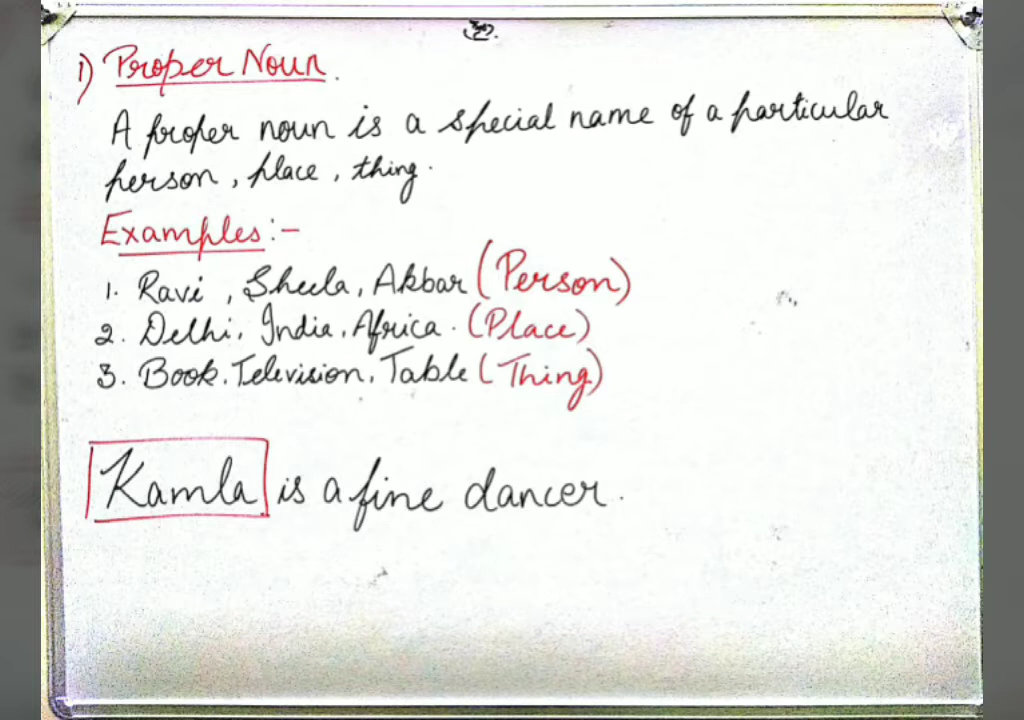 1) Proper Noun.
A proper noun is a special name of a particular
person, place, thing.
Examples:-
1. Ravi, Sheela, Akbar (Person)
2. Delhi, India, Africa. (Place)
3. Book, Television, Table (Thing)
Kamla is a fine dancer.